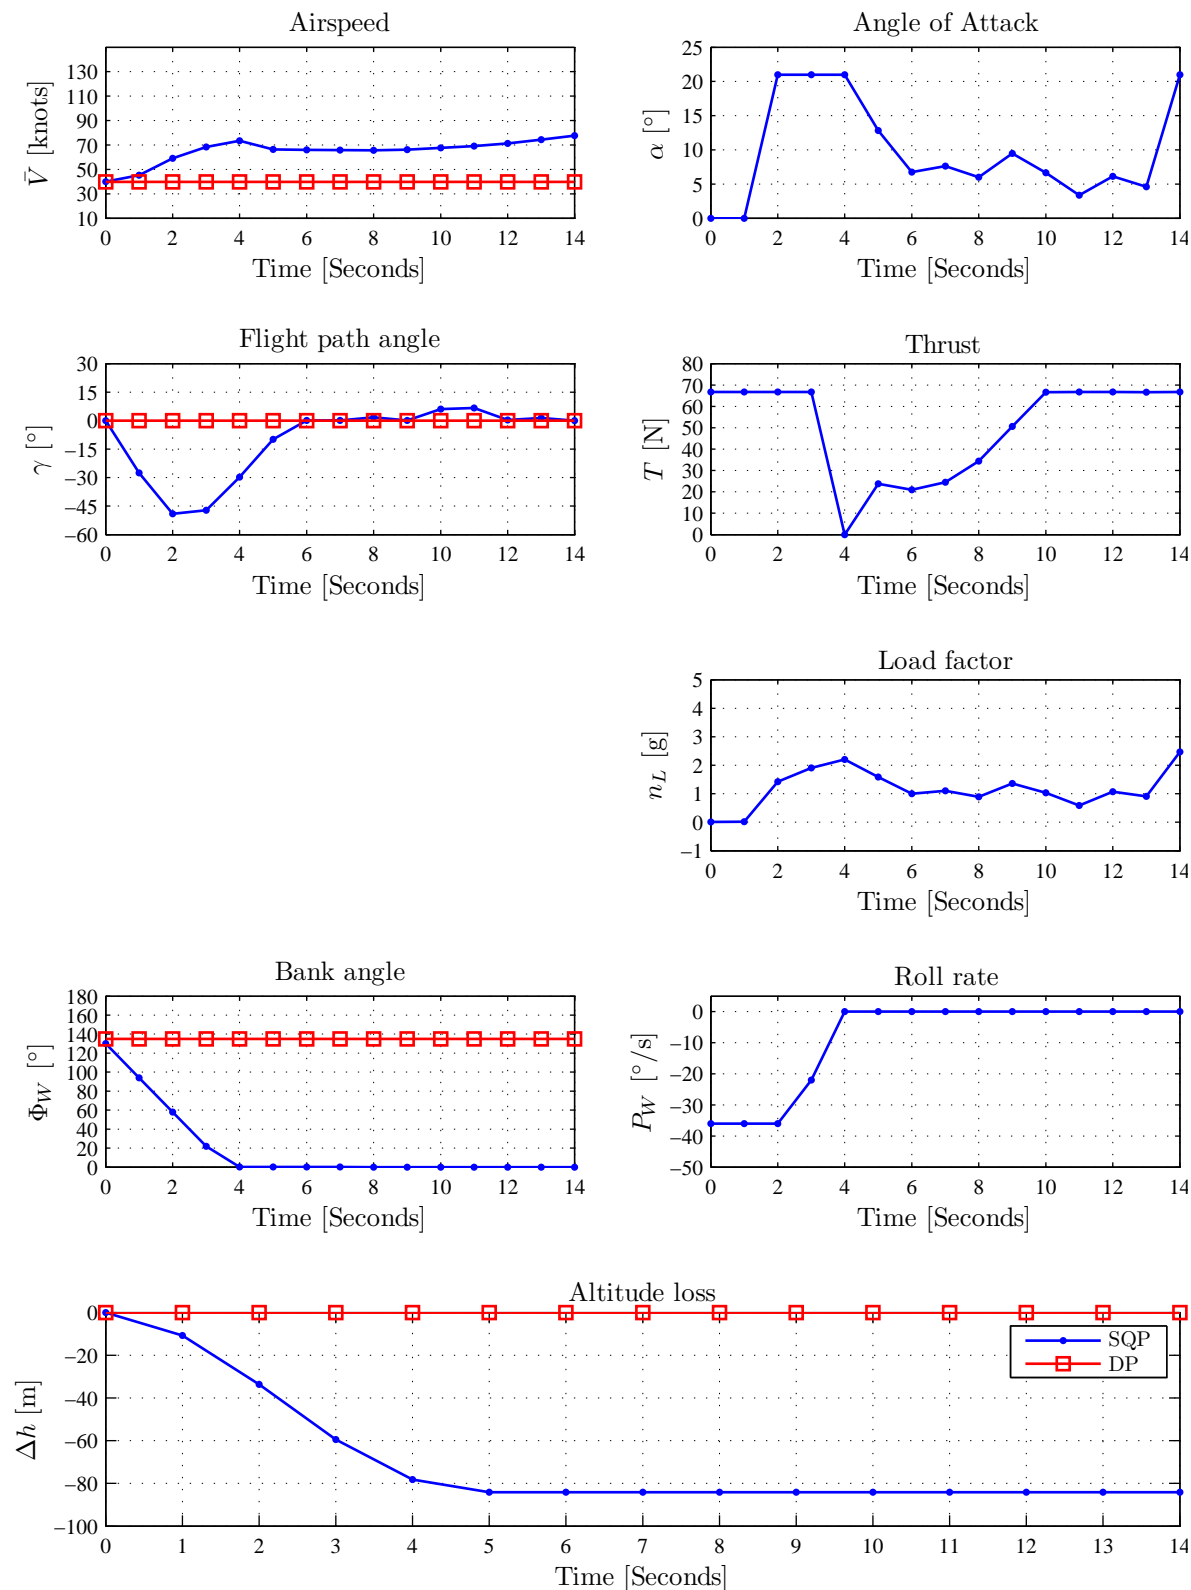 Airspeed
130
110
90
70
50
30
10
V̄ [knots]
0 2 4 6 8 10 12 14
Time [Seconds]
Angle of Attack
25
20
15
10
5
0
α [°]
0 2 4 6 8 10 12 14
Time [Seconds]
Flight path angle
30
15
0
−15
−30
−45
−60
γ [°]
0 2 4 6 8 10 12 14
Time [Seconds]
Thrust
80
70
60
50
40
30
20
10
0
T [N]
0 2 4 6 8 10 12 14
Time [Seconds]
Load factor
5
4
3
2
1
0
−1
n_L [g]
0 2 4 6 8 10 12 14
Time [Seconds]
Bank angle
180
160
140
120
100
80
60
40
20
0
Φ_W [°]
0 2 4 6 8 10 12 14
Time [Seconds]
Roll rate
0
−10
−20
−30
−40
−50
P_W [°/s]
0 2 4 6 8 10 12 14
Time [Seconds]
Altitude loss
0
−20
−40
−60
−80
−100
Δh [m]
SQP
DP
0 1 2 3 4 5 6 7 8 9 10 11 12 13 14
Time [Seconds]